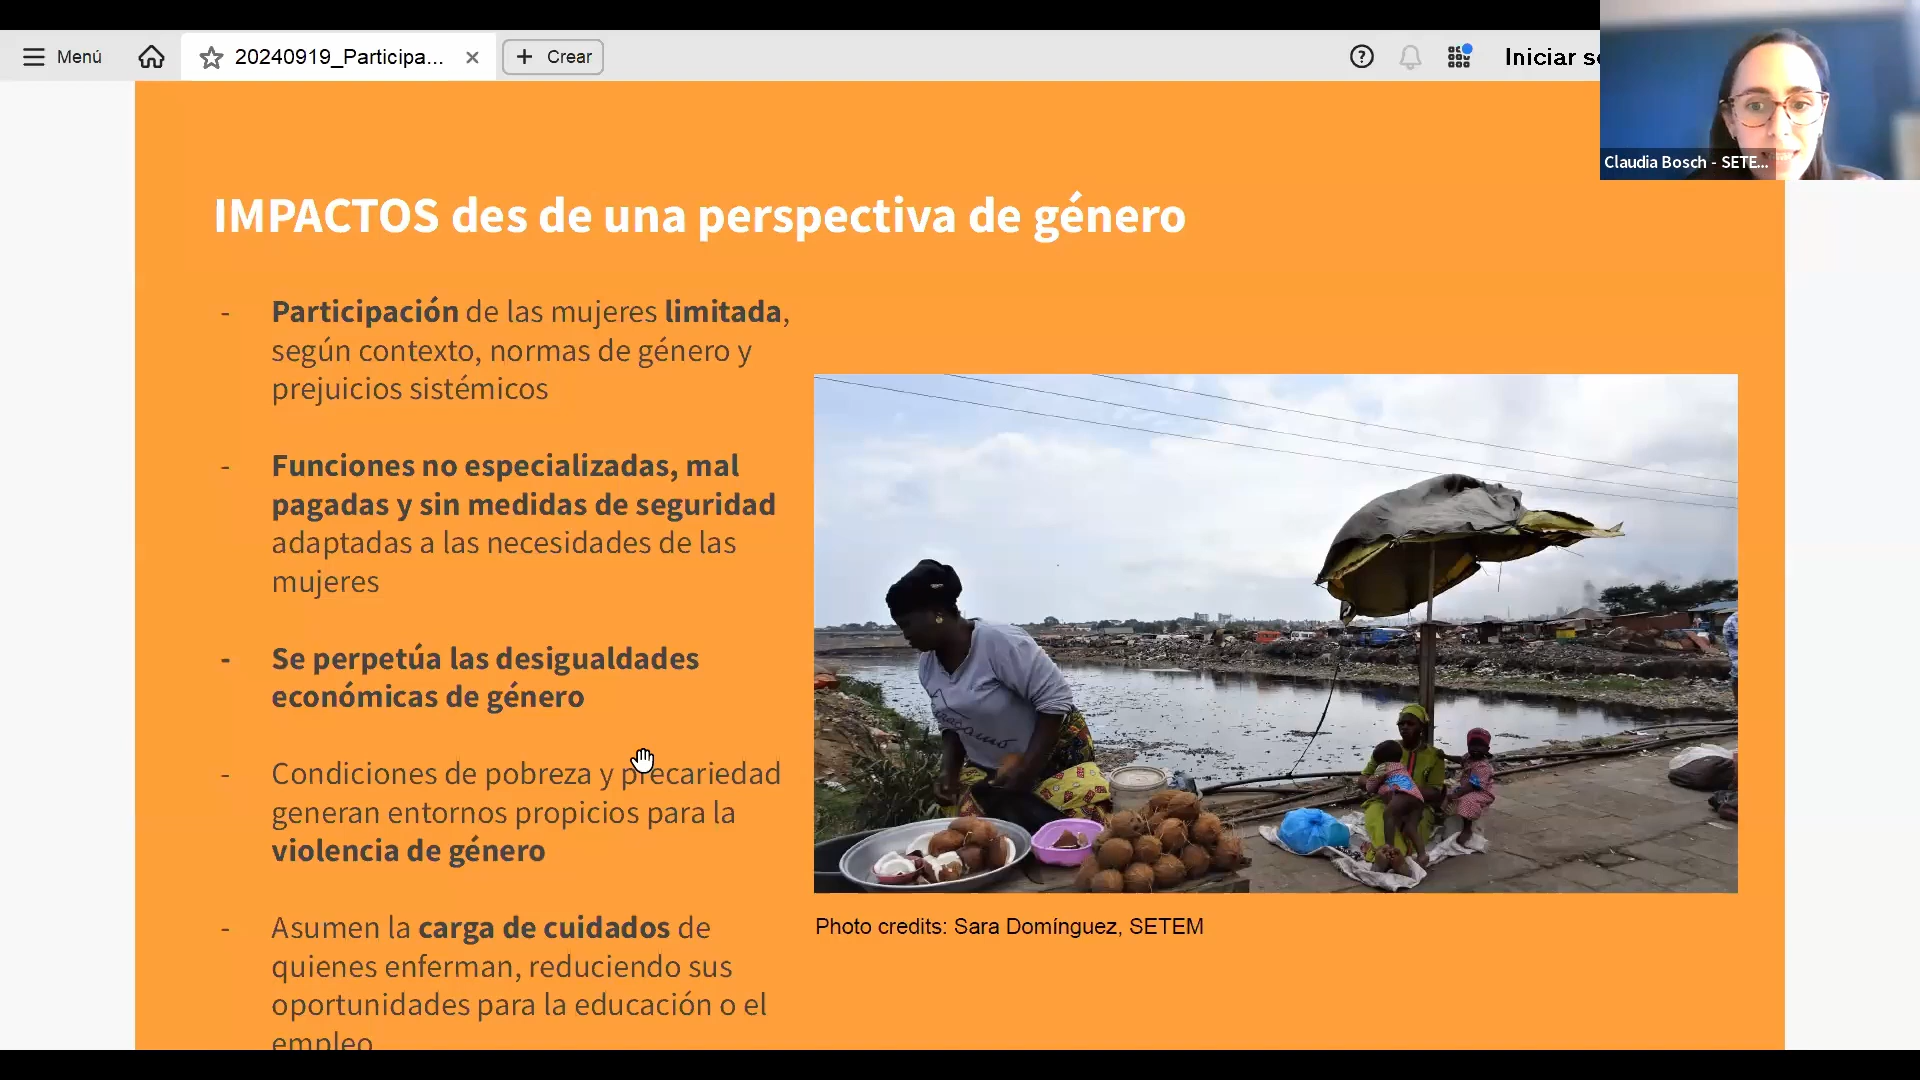 Menú
20240919_Participa...
Crear
Iniciar s
Claudia Bosch - SETE...
IMPACTOS des de una perspectiva de género
- Participación de las mujeres limitada,
según contexto, normas de género y
prejuicios sistémicos
- Funciones no especializadas, mal
pagadas y sin medidas de seguridad
adaptadas a las necesidades de las
mujeres
- Se perpetúa las desigualdades
económicas de género
- Condiciones de pobreza y precariedad
generan entornos propicios para la
violencia de género
- Asumen la carga de cuidados de
quienes enferman, reduciendo sus
oportunidades para la educación o el
empleo
Photo credits: Sara Domínguez, SETEM